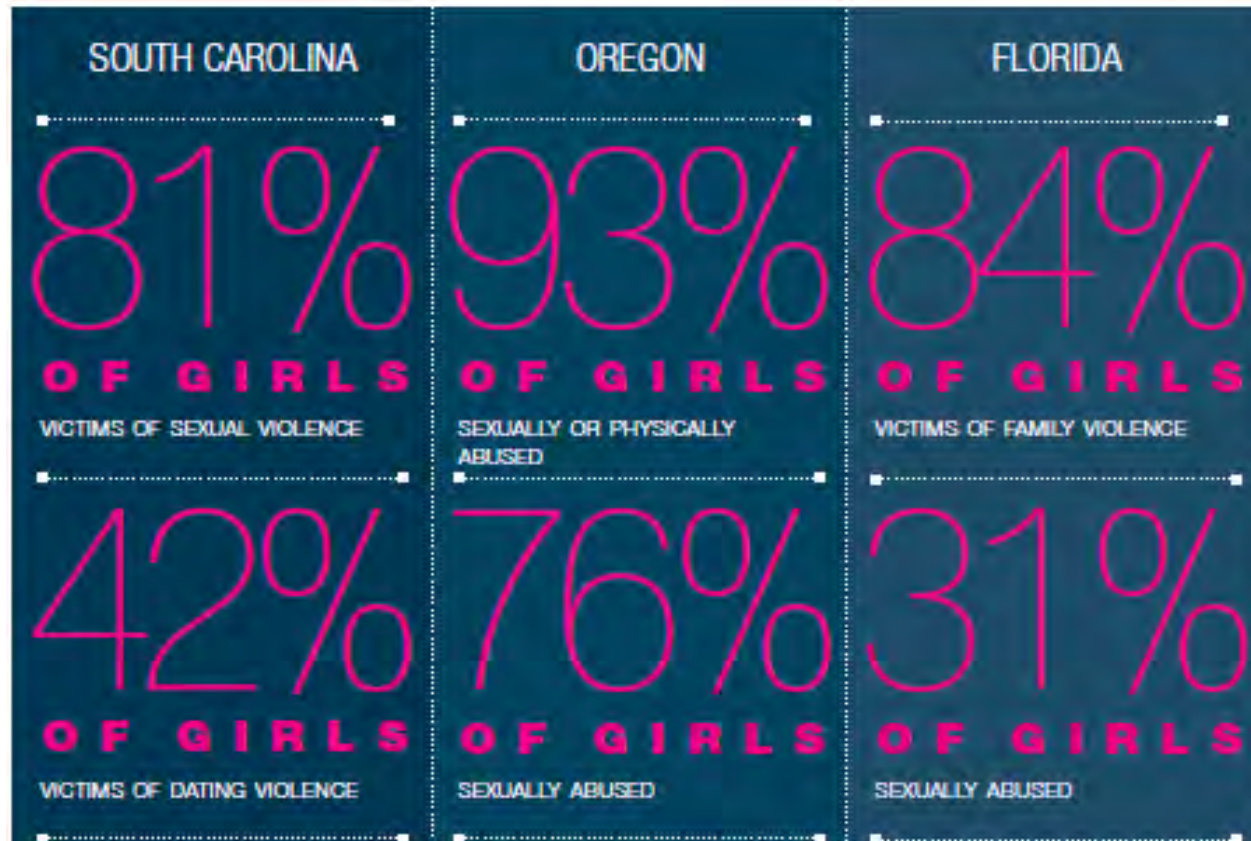 SOUTH CAROLINA
81%
OF GIRLS
VICTIMS OF SEXUAL VIOLENCE
42%
OF GIRLS
VICTIMS OF DATING VIOLENCE
OREGON
93%
OF GIRLS
SEXUALLY OR PHYSICALLY
ABUSED
76%
OF GIRLS
SEXUALLY ABUSED
FLORIDA
84%
OF GIRLS
VICTIMS OF FAMILY VIOLENCE
31%
OF GIRLS
SEXUALLY ABUSED